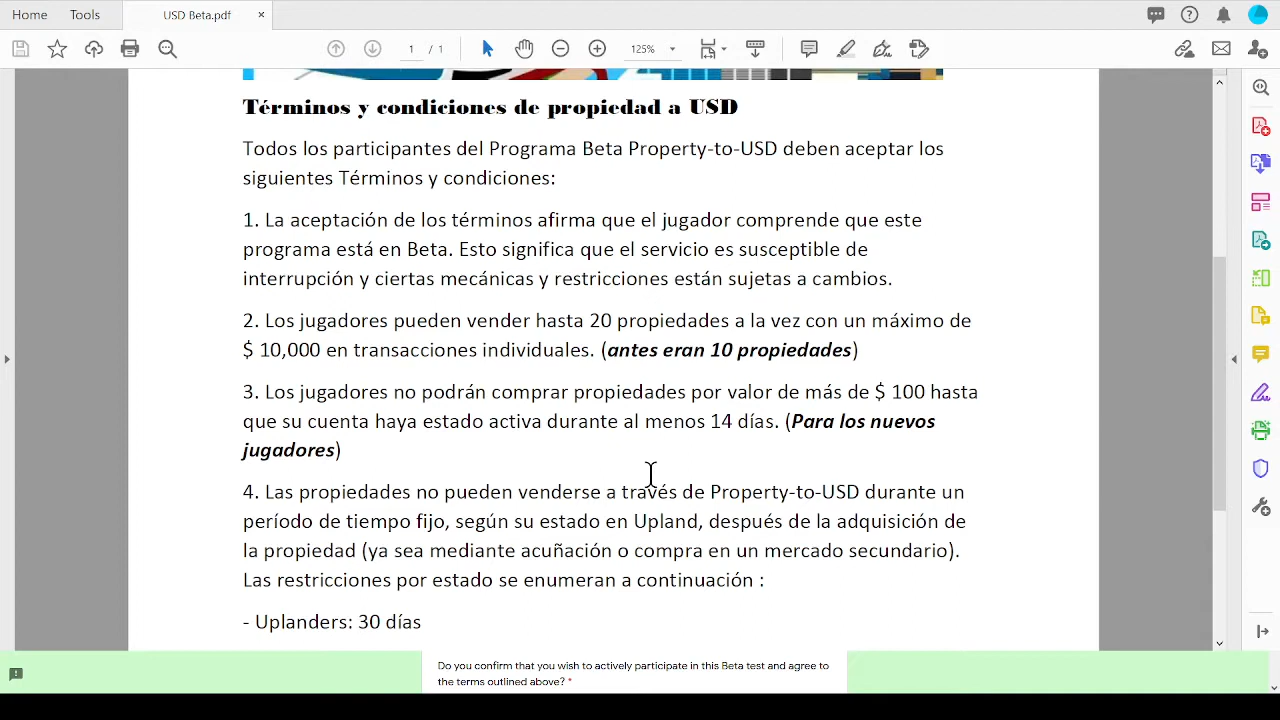 Home Tools USD Beta.pdf ×
1 / 1 125%
Términos y condiciones de propiedad a USD
Todos los participantes del Programa Beta Property-to-USD deben aceptar los
siguientes Términos y condiciones:
1. La aceptación de los términos afirma que el jugador comprende que este
programa está en Beta. Esto significa que el servicio es susceptible de
interrupción y ciertas mecánicas y restricciones están sujetas a cambios.
2. Los jugadores pueden vender hasta 20 propiedades a la vez con un máximo de
$ 10,000 en transacciones individuales. (antes eran 10 propiedades)
3. Los jugadores no podrán comprar propiedades por valor de más de $ 100 hasta
que su cuenta haya estado activa durante al menos 14 días. (Para los nuevos
jugadores)
4. Las propiedades no pueden venderse a través de Property-to-USD durante un
período de tiempo fijo, según su estado en Upland, después de la adquisición de
la propiedad (ya sea mediante acuñación o compra en un mercado secundario).
Las restricciones por estado se enumeran a continuación :
- Uplanders: 30 días
Do you confirm that you wish to actively participate in this Beta test and agree to
the terms outlined above? *